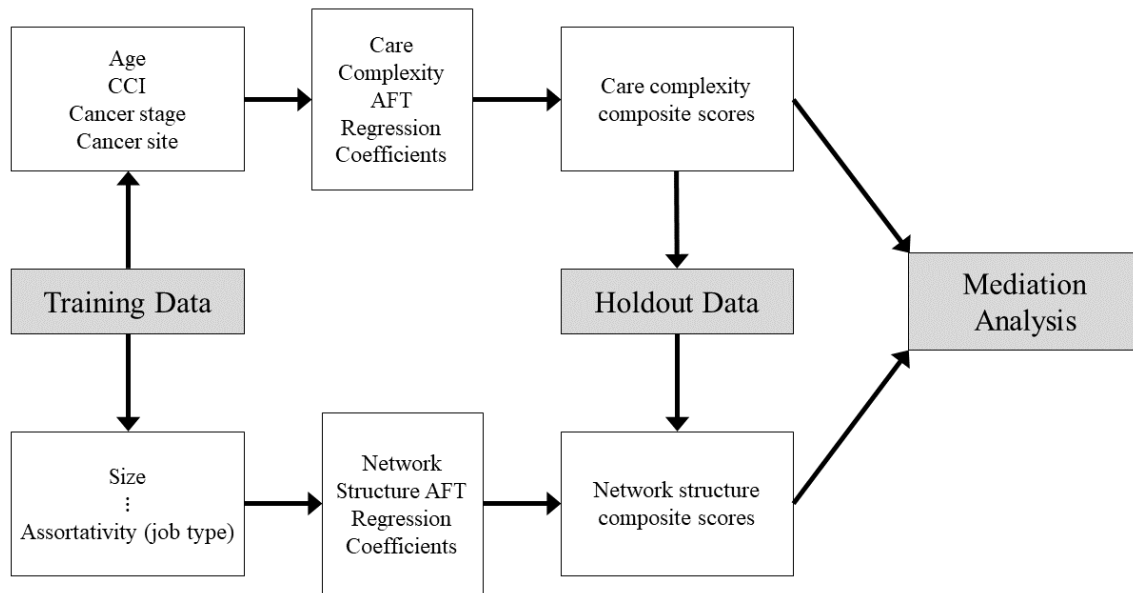 Age
CCI
Cancer stage
Cancer site
Care
Complexity
AFT
Regression
Coefficients
Care complexity
composite scores
Training Data
Holdout Data
Mediation
Analysis
Size
⋮
Assortativity (job type)
Network
Structure AFT
Regression
Coefficients
Network structure
composite scores